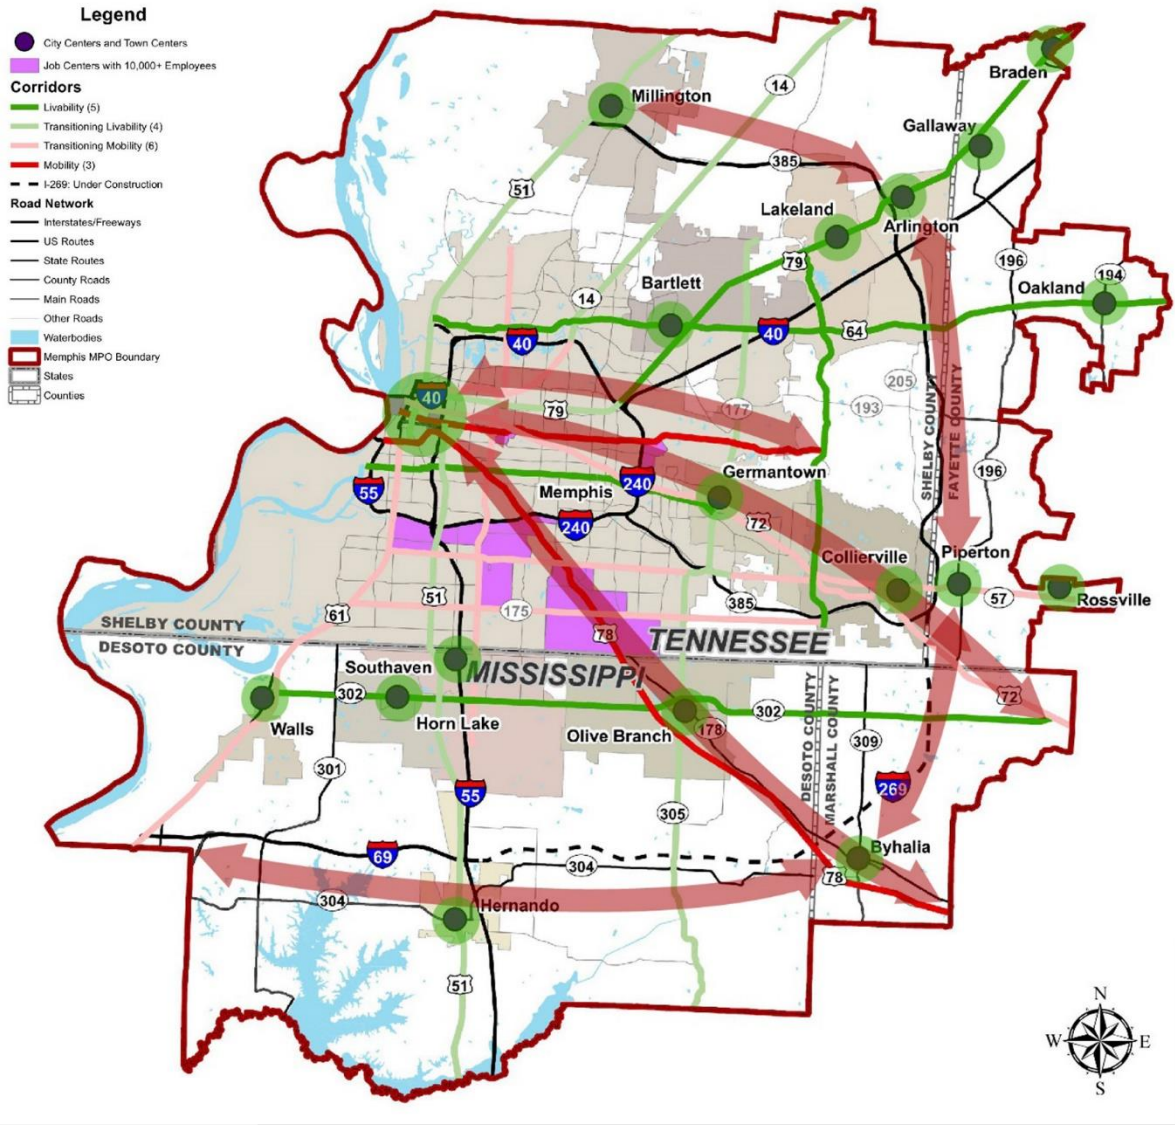 Legend
City Centers and Town Centers
Job Centers with 10,000+ Employees
Corridors
Livability (5)
Transitioning Livability (4)
Transitioning Mobility (6)
Mobility (3)
I-269: Under Construction
Road Network
Interstates/Freeways
US Routes
State Routes
County Roads
Main Roads
Other Roads
Waterbodies
Memphis MPO Boundary
States
Counties
Braden
14
Millington
Gallaway
385
51
Lakeland
Arlington
79
196
194
Bartlett
Oakland
14
40
40
64
205
40
79
177
193
SHELBY COUNTY
FAYETTE COUNTY
Germantown
196
55
Memphis
240
240
72
Collierville
Piperton
51
175
385
57
Rossville
61
78
SHELBY COUNTY
DESOTO COUNTY
TENNESSEE
MISSISSIPPI
Southaven
302
72
Walls
Horn Lake
Olive Branch
178
302
DESOTO COUNTY
MARSHALL COUNTY
309
301
55
305
269
69
304
Byhalia
78
304
Hernando
51
N
W
E
S